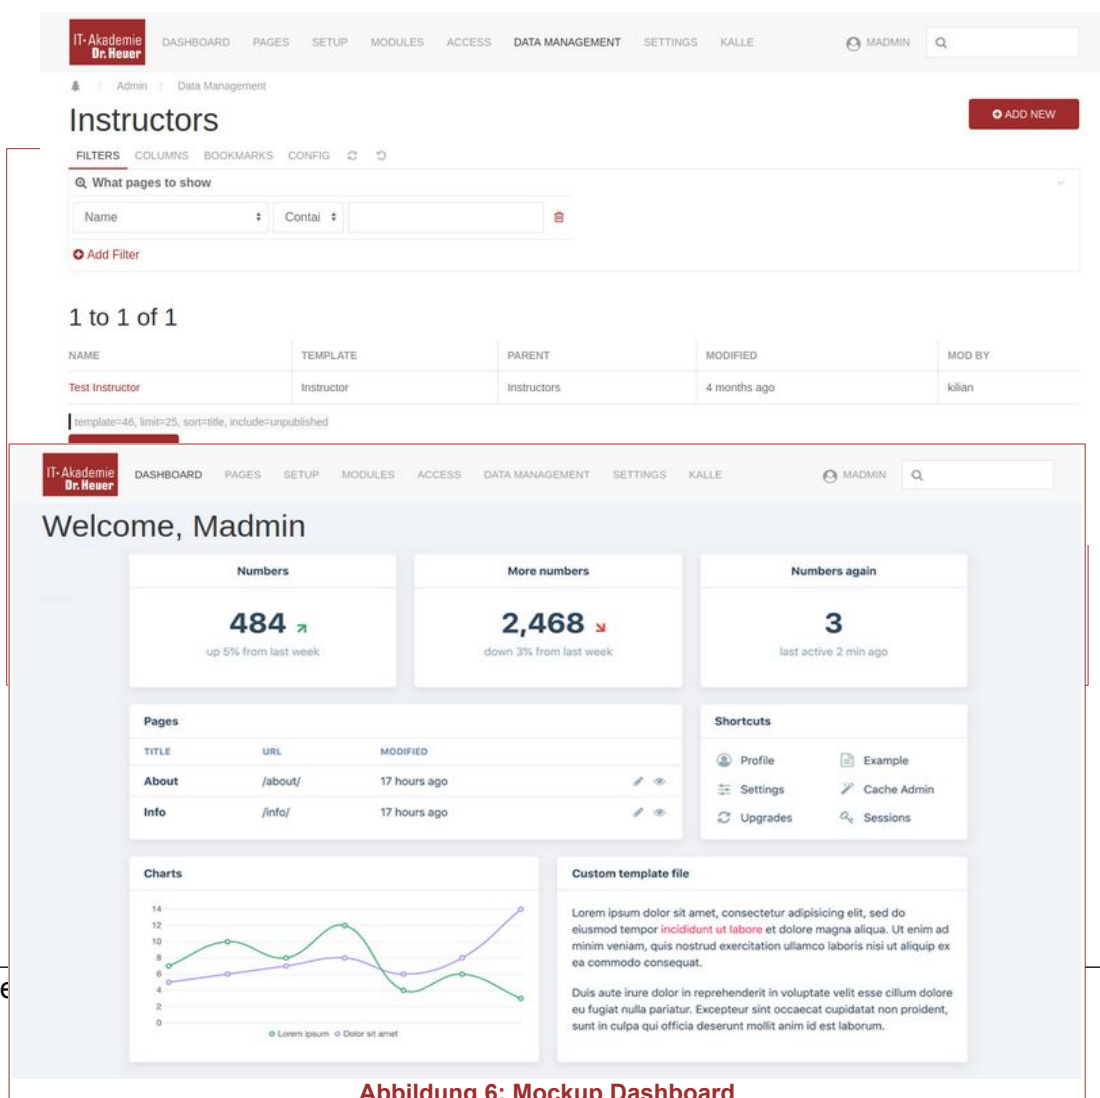 IT-Akademie
Dr. Heuer
DASHBOARD PAGES SETUP MODULES ACCESS DATA MANAGEMENT SETTINGS KALLE MADMIN
/ Admin / Data Management
Instructors
ADD NEW
FILTERS COLUMNS BOOKMARKS CONFIG
What pages to show
Name Contai
Add Filter
1 to 1 of 1
NAME TEMPLATE PARENT MODIFIED MOD BY
Test Instructor Instructor Instructors 4 months ago kilian
template=46, limit=25, sort=title, include=unpublished
IT-Akademie
Dr. Heuer
DASHBOARD PAGES SETUP MODULES ACCESS DATA MANAGEMENT SETTINGS KALLE MADMIN
Welcome, Madmin
Numbers
484
up 5% from last week
More numbers
2,468
down 3% from last week
Numbers again
3
last active 2 min ago
Pages
TITLE URL MODIFIED
About /about/ 17 hours ago
Info /info/ 17 hours ago
Shortcuts
Profile Example
Settings Cache Admin
Upgrades Sessions
Charts
14
12
10
8
6
4
2
0
Lorem ipsum Dolor sit amet
Custom template file
Lorem ipsum dolor sit amet, consectetur adipisicing elit, sed do
eiusmod tempor incididunt ut labore et dolore magna aliqua. Ut enim ad
minim veniam, quis nostrud exercitation ullamco laboris nisi ut aliquip ex
ea commodo consequat.
Duis aute irure dolor in reprehenderit in voluptate velit esse cillum dolore
eu fugiat nulla pariatur. Excepteur sint occaecat cupidatat non proident,
sunt in culpa qui officia deserunt mollit anim id est laborum.
Abbildung 6: Mockup Dashboard